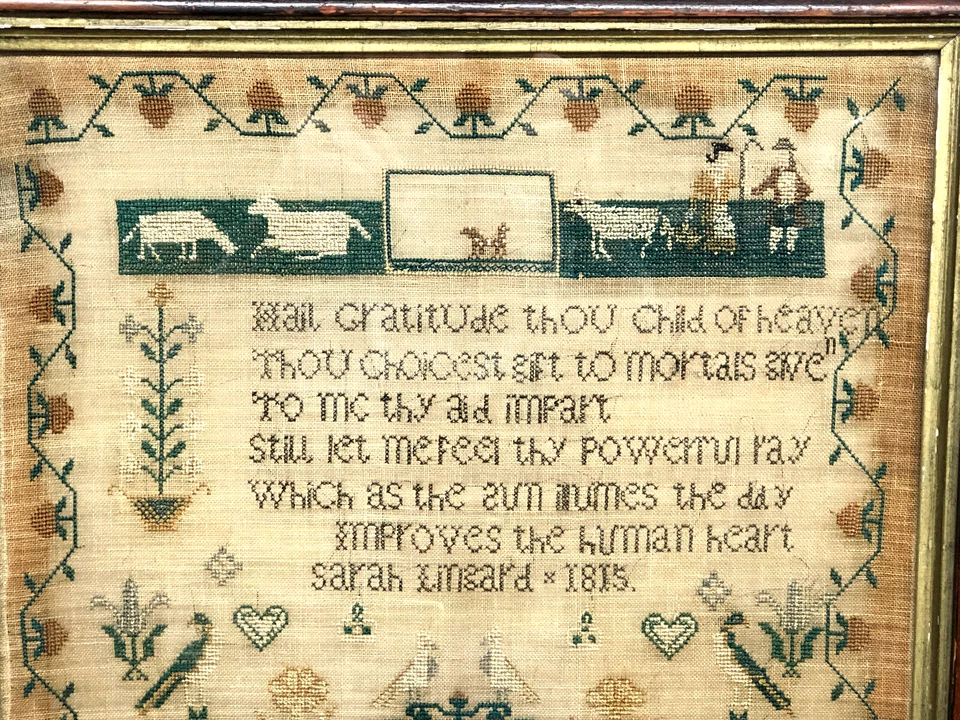 Hail Gratitude thou Child of heaven
Thou Choicest gift to mortals given
To me thy aid impart
Still let me feel thy Powerful ray
Which as the sun illumes the day
Improves the human heart
Sarah Lingard × 1815.